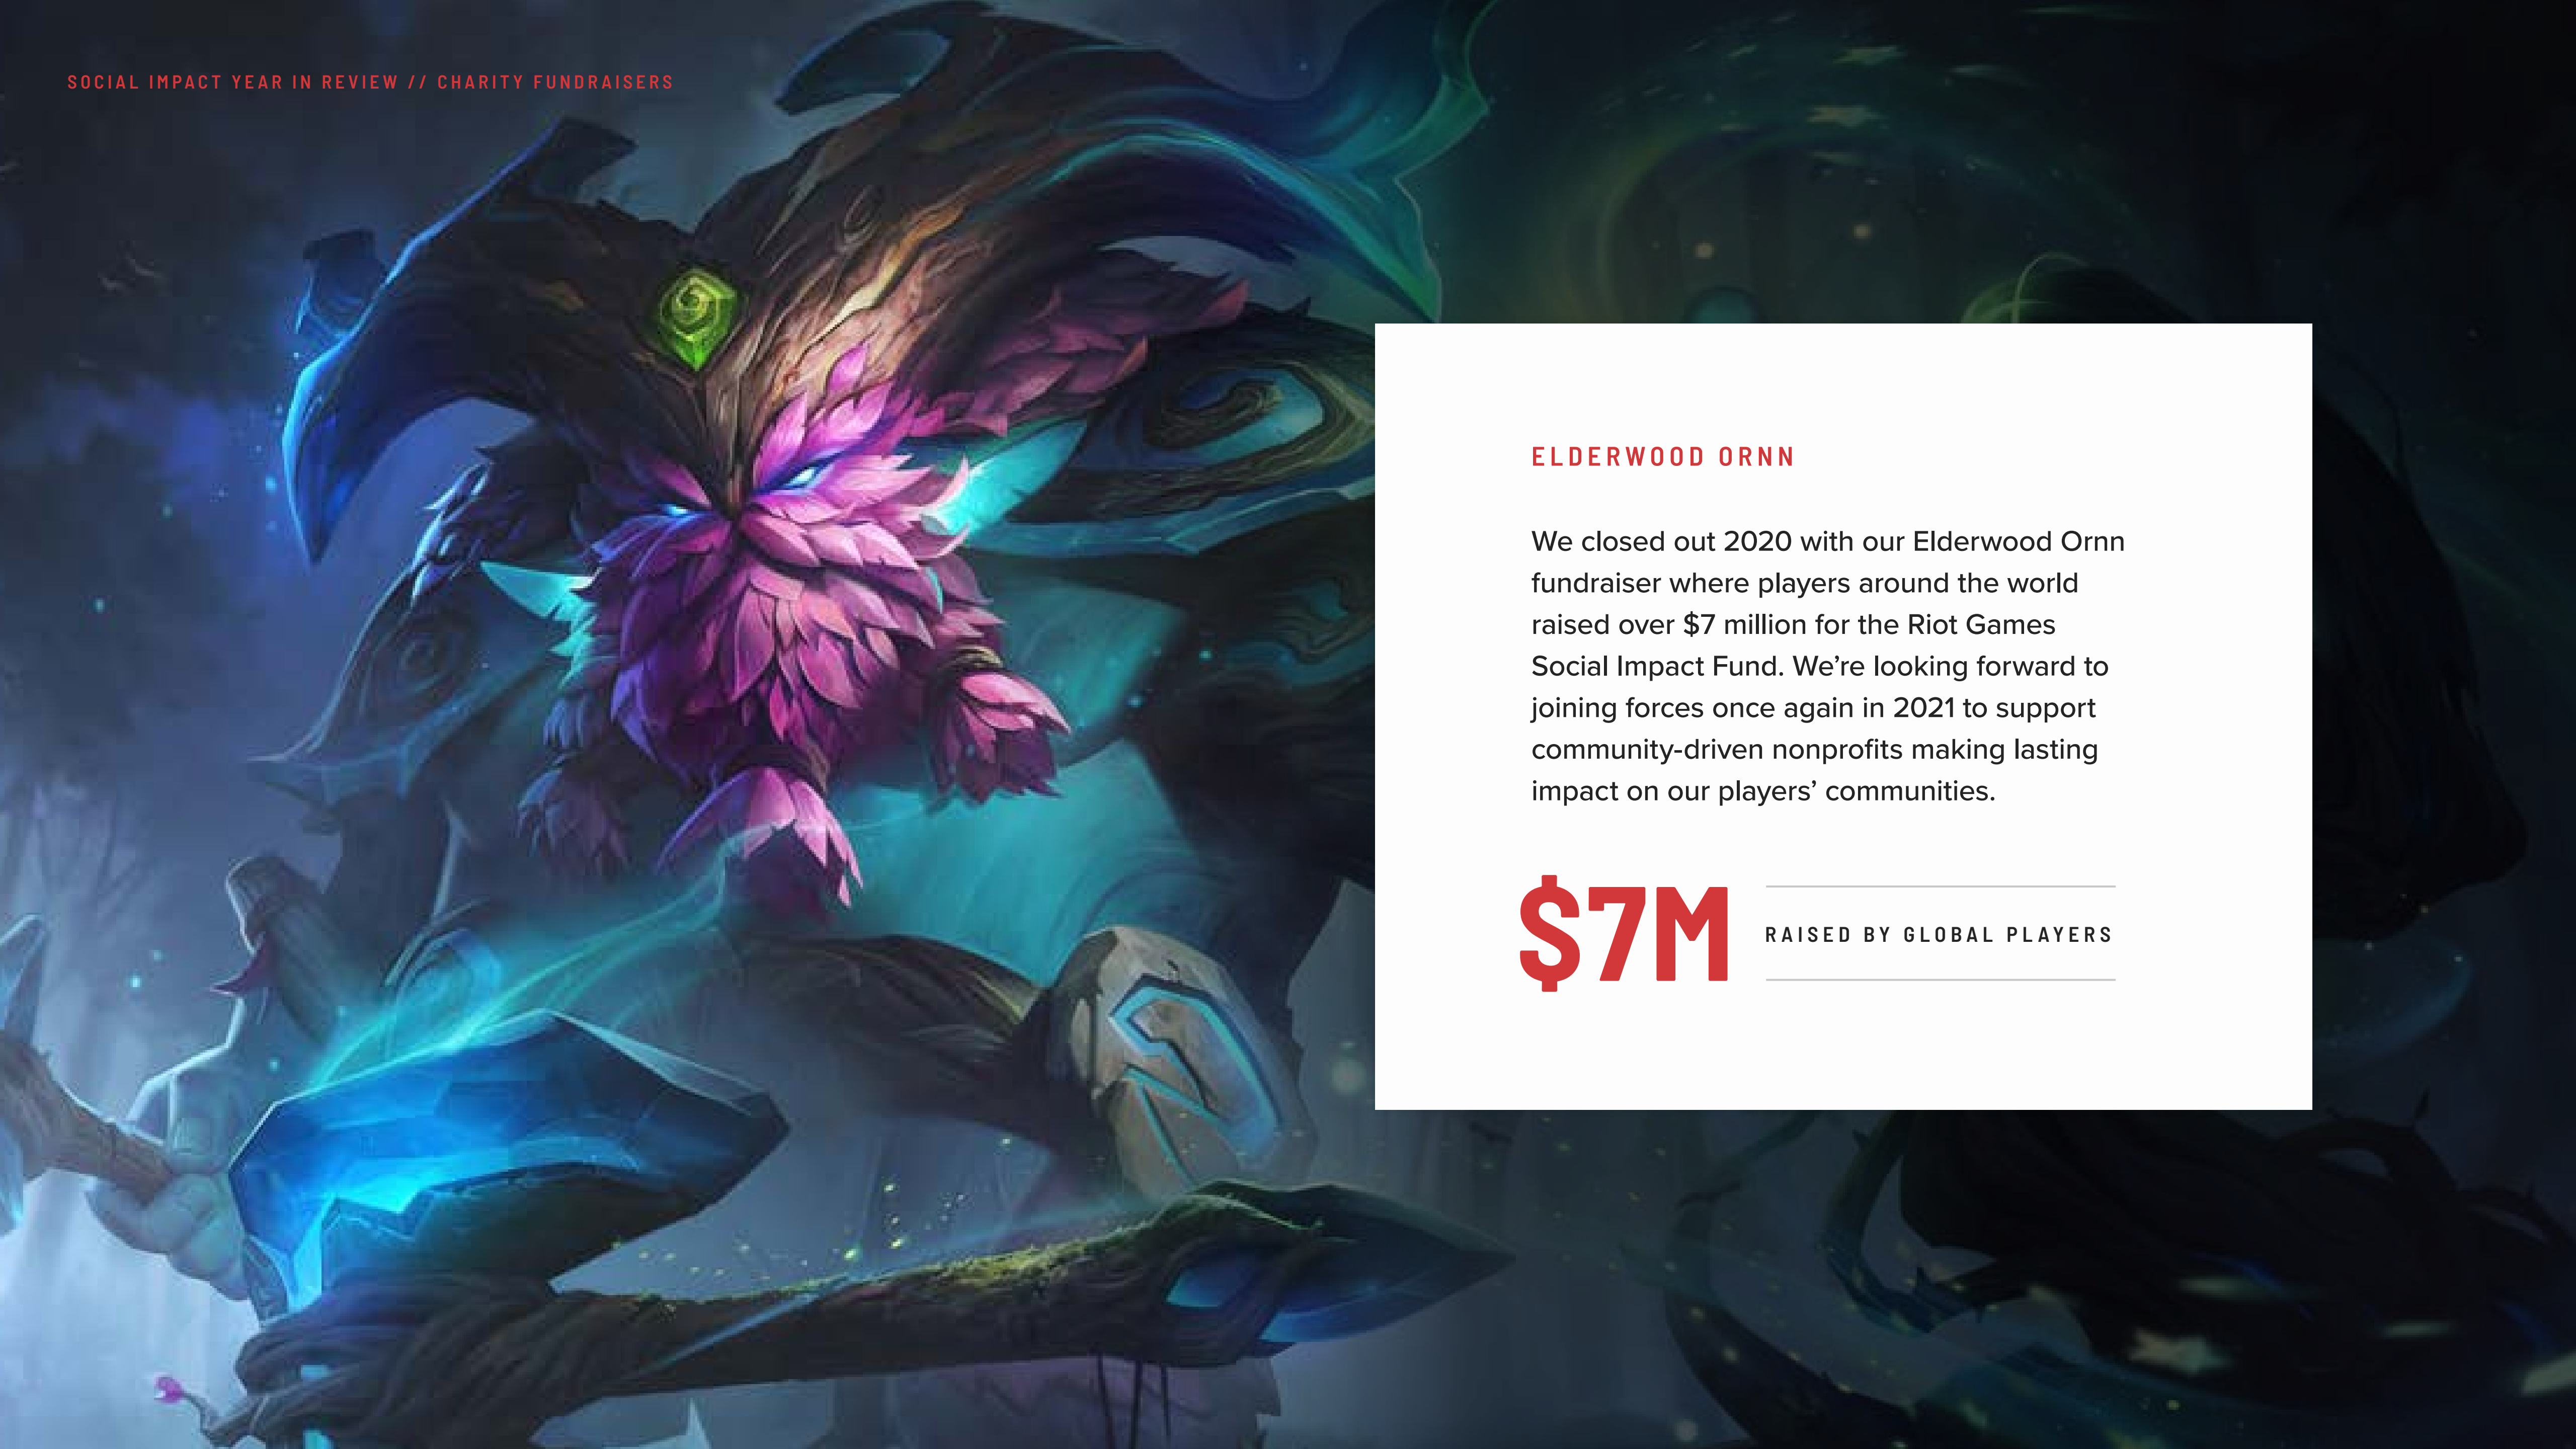 SOCIAL IMPACT YEAR IN REVIEW // CHARITY FUNDRAISERS
ELDERWOOD ORNN
We closed out 2020 with our Elderwood Ornn
fundraiser where players around the world
raised over $7 million for the Riot Games
Social Impact Fund. We’re looking forward to
joining forces once again in 2021 to support
community-driven nonprofits making lasting
impact on our players’ communities.
$7M
RAISED BY GLOBAL PLAYERS